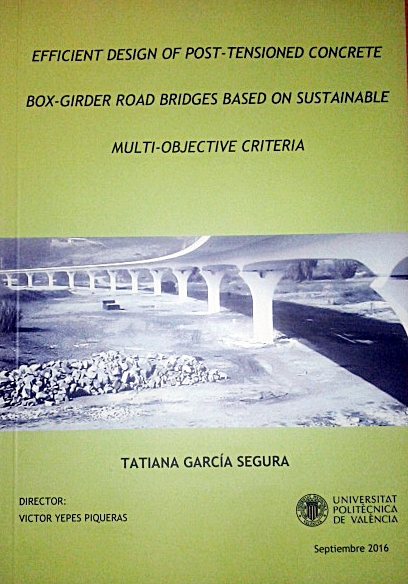 EFFICIENT DESIGN OF POST-TENSIONED CONCRETE
BOX-GIRDER ROAD BRIDGES BASED ON SUSTAINABLE
MULTI-OBJECTIVE CRITERIA
TATIANA GARCÍA SEGURA
DIRECTOR:
VICTOR YEPES PIQUERAS
UNIVERSITAT
POLITÈCNICA
DE VALÈNCIA
Septiembre 2016